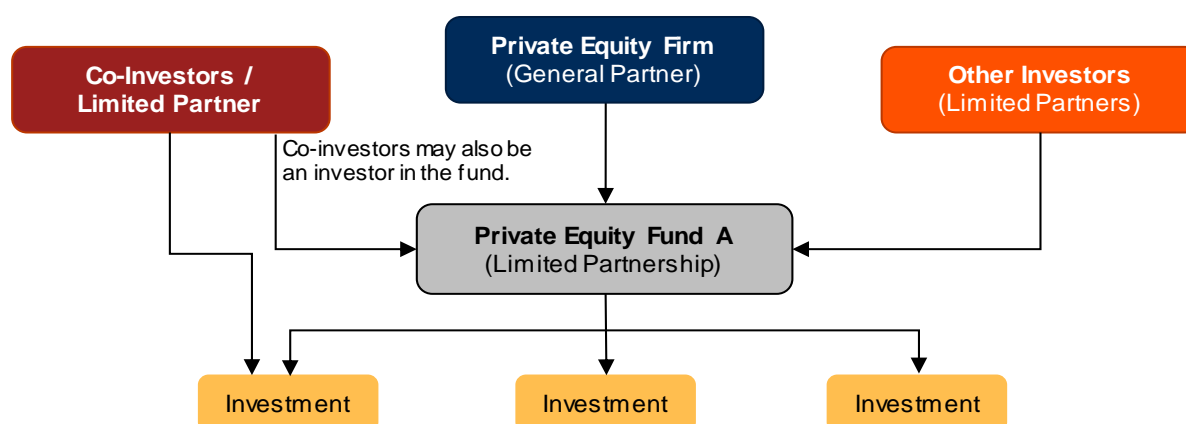 Private Equity Firm
(General Partner)
Co-Investors /
Limited Partner
Other Investors
(Limited Partners)
Co-investors may also be
an investor in the fund.
Private Equity Fund A
(Limited Partnership)
Investment
Investment
Investment